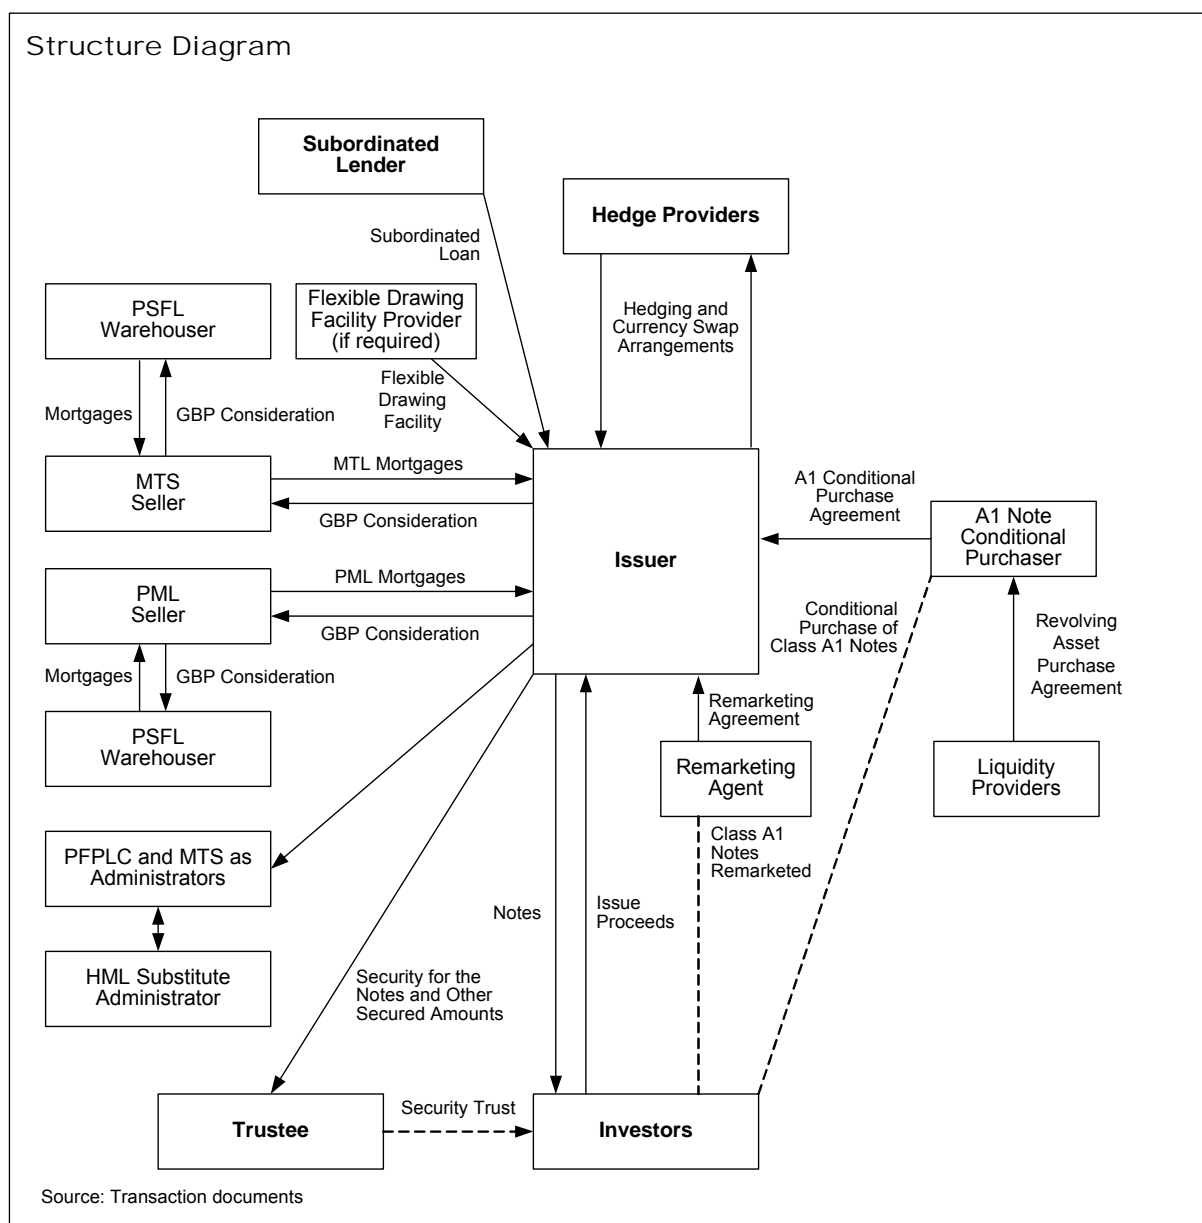 Structure Diagram
Subordinated
Lender
Hedge Providers
Subordinated
Loan
PSFL
Warehouser
Flexible Drawing
Facility Provider
(if required)
Hedging and
Currency Swap
Arrangements
Mortgages
GBP Consideration
Flexible
Drawing
Facility
MTS
Seller
MTL Mortgages
GBP Consideration
Issuer
A1 Conditional
Purchase
Agreement
A1 Note
Conditional
Purchaser
PML
Seller
PML Mortgages
GBP Consideration
Conditional
Purchase of
Class A1 Notes
Revolving
Asset
Purchase
Agreement
Mortgages
GBP Consideration
PSFL
Warehouser
Remarketing
Agreement
Remarketing
Agent
Liquidity
Providers
Class A1
Notes
Remarketed
PFPLC and MTS as
Administrators
Notes
Issue
Proceeds
HML Substitute
Administrator
Security for the
Notes and Other
Secured Amounts
Trustee
Security Trust
Investors
Source: Transaction documents